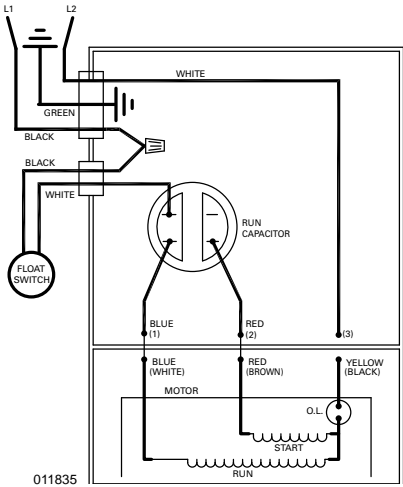 L1
L2
WHITE
GREEN
BLACK
BLACK
WHITE
RUN
CAPACITOR
FLOAT
SWITCH
BLUE
(1)
RED
(2)
(3)
BLUE
(WHITE)
RED
(BROWN)
YELLOW
(BLACK)
MOTOR
O.L.
START
RUN
011835